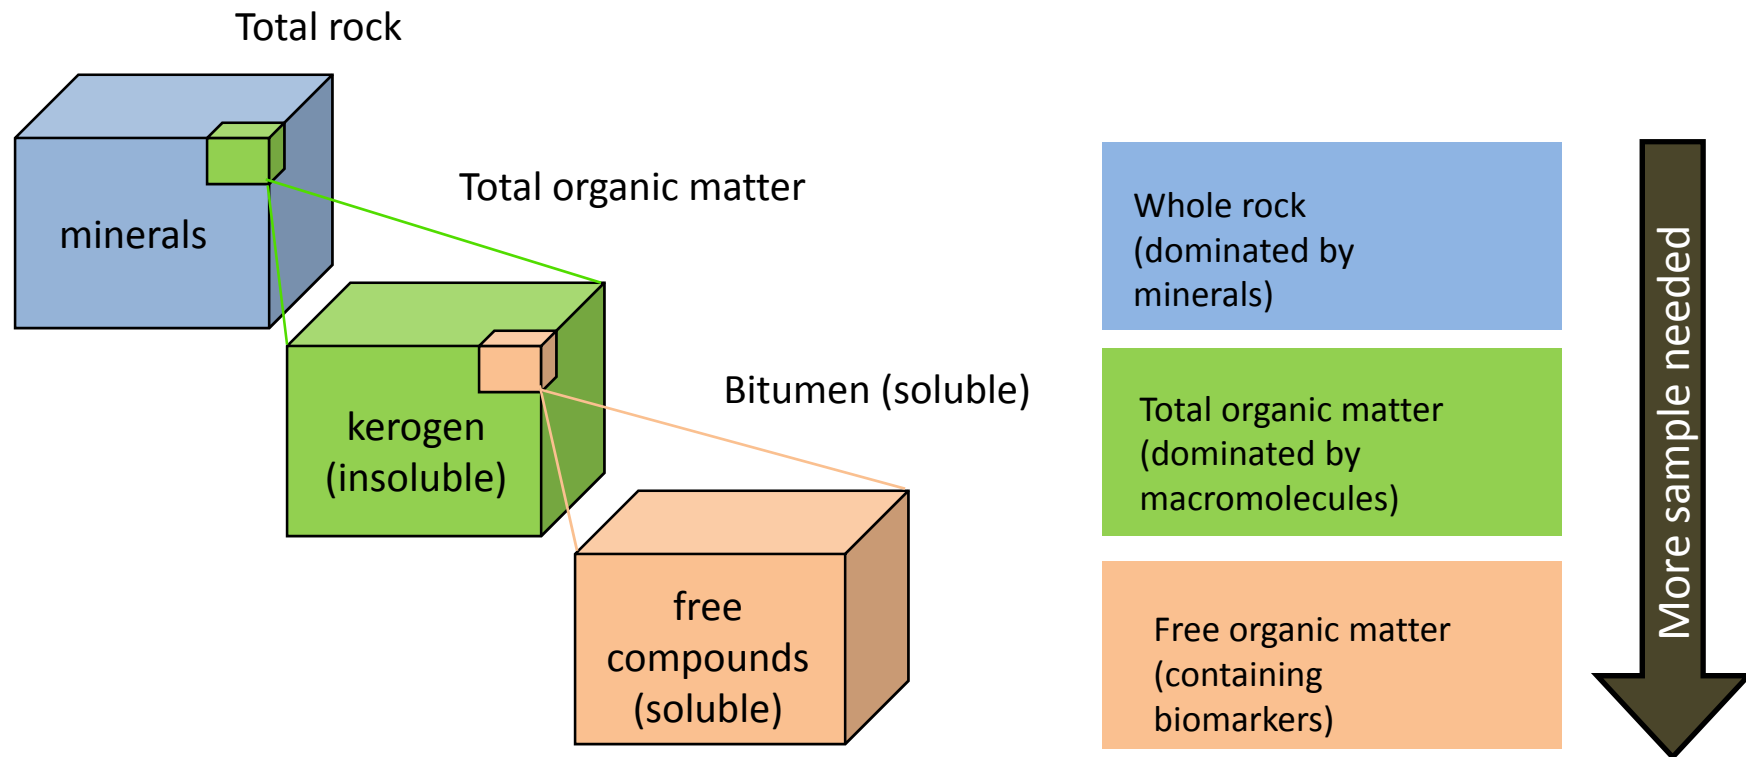 Total rock
minerals
Total organic matter
kerogen
(insoluble)
Bitumen (soluble)
free
compounds
(soluble)
Whole rock
(dominated by
minerals)
Total organic matter
(dominated by
macromolecules)
Free organic matter
(containing
biomarkers)
More sample needed